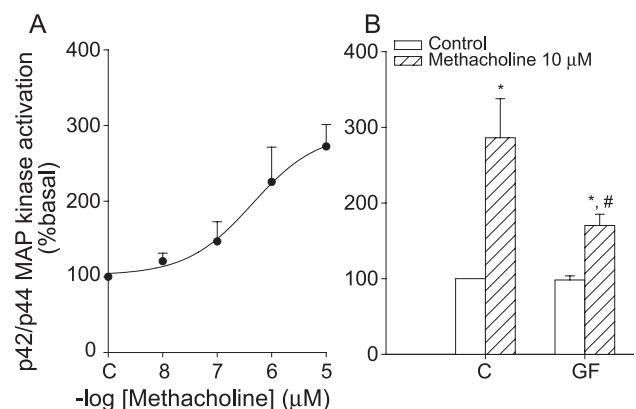 A
p42/p44 MAP kinase activation
(%basal)
400
300
200
100
0
C 8 7 6 5
-log [Methacholine] (μM)
B
Control
Methacholine 10 μM
400
300
200
100
0
*
*, #
C GF